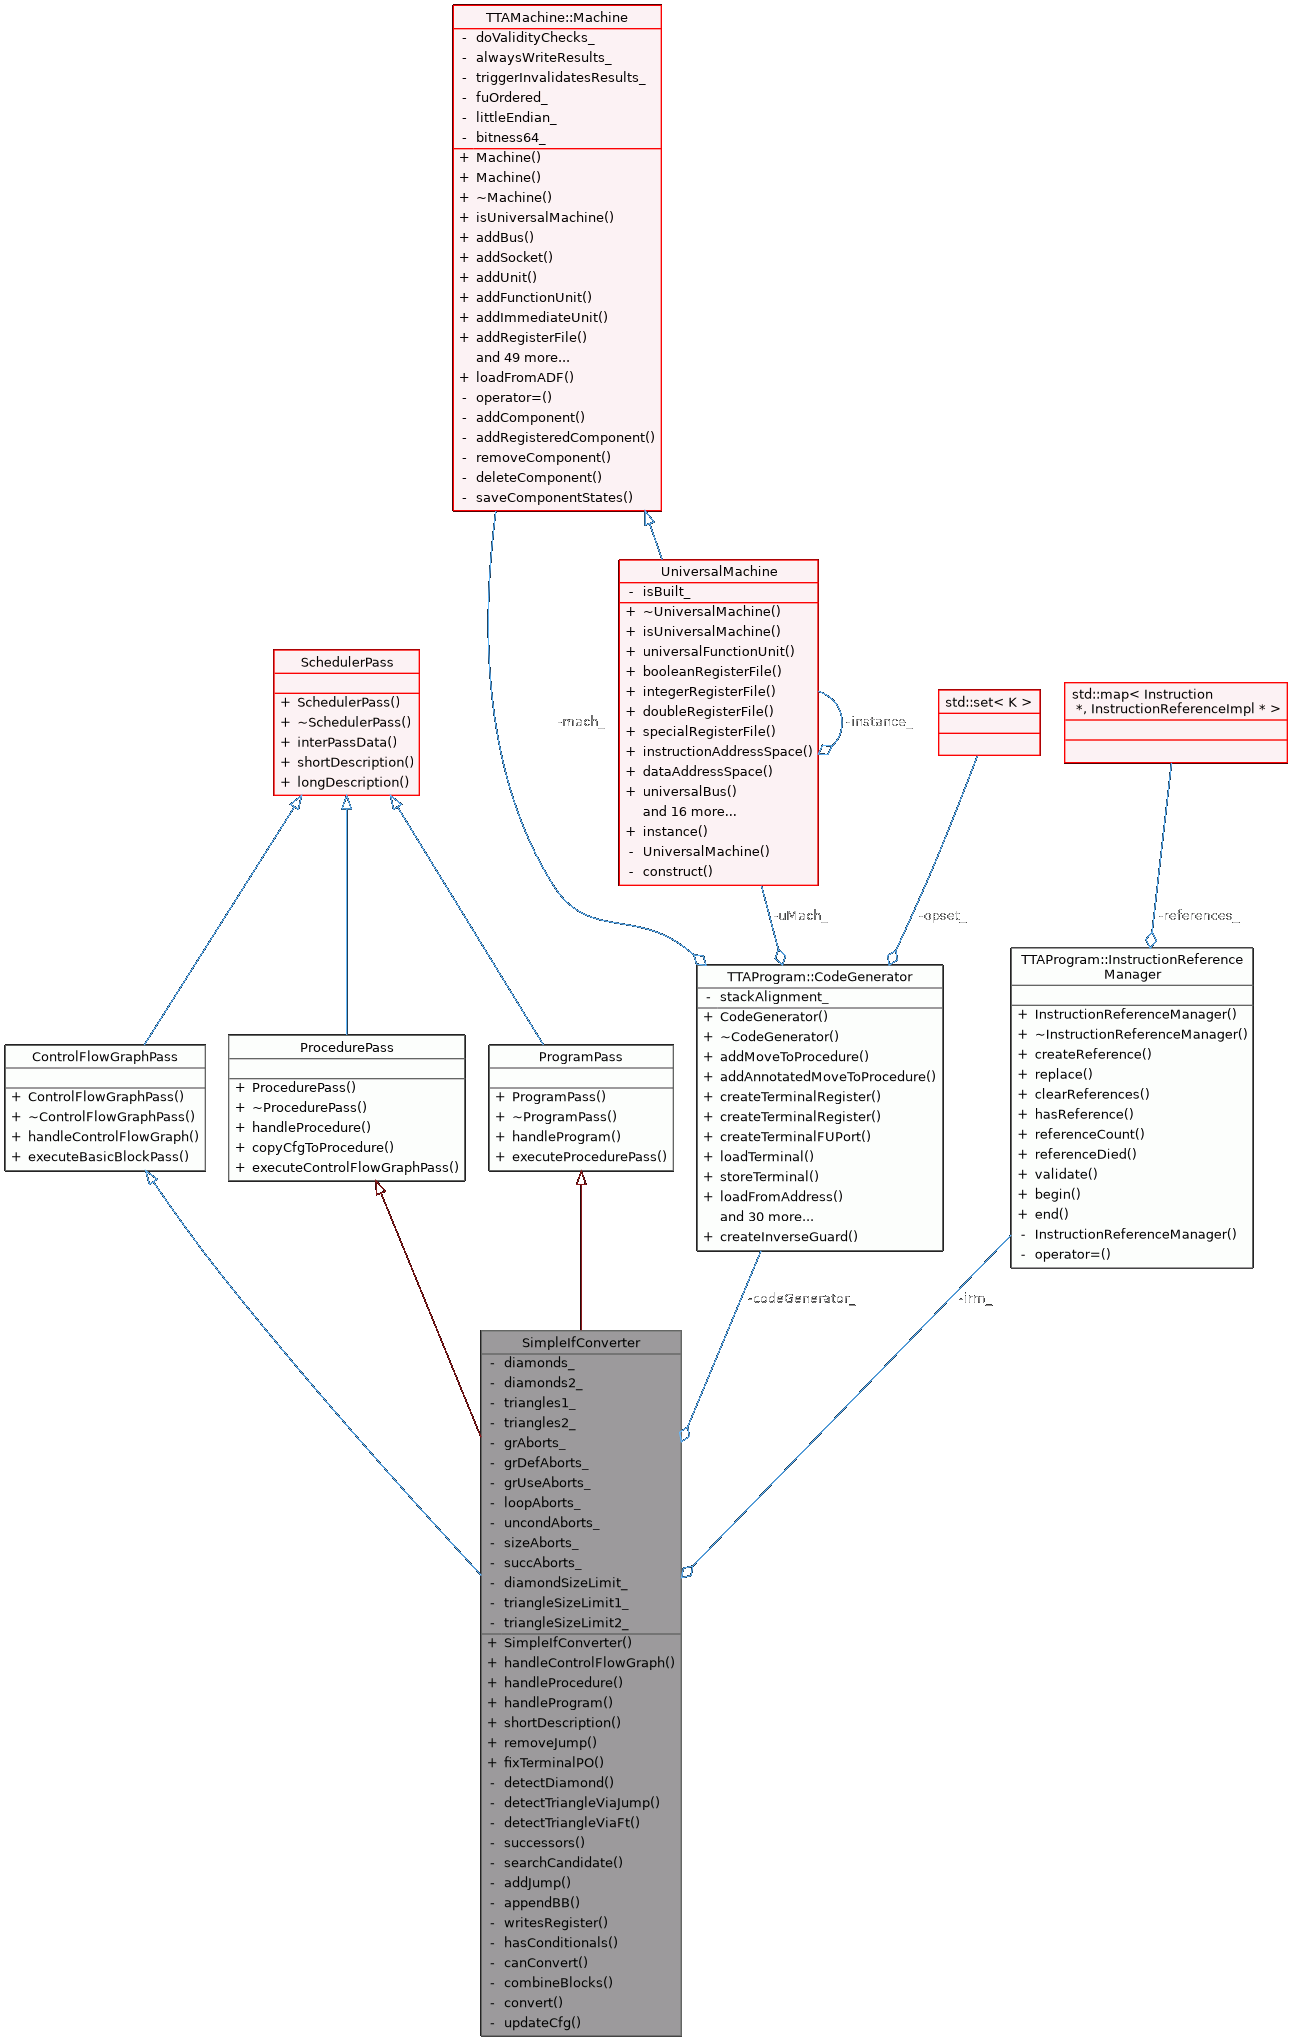 TTAMachine::Machine
- doValidityChecks_
- alwaysWriteResults_
- triggerInvalidatesResults_
- fuOrdered_
- littleEndian_
- bitness64_
+ Machine()
+ Machine()
+ ~Machine()
+ isUniversalMachine()
+ addBus()
+ addSocket()
+ addUnit()
+ addFunctionUnit()
+ addImmediateUnit()
+ addRegisterFile()
and 49 more...
+ loadFromADF()
- operator=()
- addComponent()
- addRegisteredComponent()
- removeComponent()
- deleteComponent()
- saveComponentStates()
UniversalMachine
- isBuilt_
+ ~UniversalMachine()
+ isUniversalMachine()
+ universalFunctionUnit()
+ booleanRegisterFile()
+ integerRegisterFile()
+ doubleRegisterFile()
+ specialRegisterFile()
+ instructionAddressSpace()
+ dataAddressSpace()
+ universalBus()
and 16 more...
+ instance()
- UniversalMachine()
- construct()
-instance_
-mach_
SchedulerPass
+ SchedulerPass()
+ ~SchedulerPass()
+ interPassData()
+ shortDescription()
+ longDescription()
std::set< K >
std::map< Instruction
*, InstructionReferenceImpl * >
-uMach_
-opset_
-references_
ControlFlowGraphPass
+ ControlFlowGraphPass()
+ ~ControlFlowGraphPass()
+ handleControlFlowGraph()
+ executeBasicBlockPass()
ProcedurePass
+ ProcedurePass()
+ ~ProcedurePass()
+ handleProcedure()
+ copyCfgToProcedure()
+ executeControlFlowGraphPass()
ProgramPass
+ ProgramPass()
+ ~ProgramPass()
+ handleProgram()
+ executeProcedurePass()
TTAProgram::CodeGenerator
- stackAlignment_
+ CodeGenerator()
+ ~CodeGenerator()
+ addMoveToProcedure()
+ addAnnotatedMoveToProcedure()
+ createTerminalRegister()
+ createTerminalRegister()
+ createTerminalFUPort()
+ loadTerminal()
+ storeTerminal()
+ loadFromAddress()
and 30 more...
+ createInverseGuard()
TTAProgram::InstructionReference
Manager
+ InstructionReferenceManager()
+ ~InstructionReferenceManager()
+ createReference()
+ replace()
+ clearReferences()
+ hasReference()
+ referenceCount()
+ referenceDied()
+ validate()
+ begin()
+ end()
- InstructionReferenceManager()
- operator=()
-codeGenerator_
-irm_
SimpleIfConverter
- diamonds_
- diamonds2_
- triangles1_
- triangles2_
- grAborts_
- grDefAborts_
- grUseAborts_
- loopAborts_
- uncondAborts_
- sizeAborts_
- succAborts_
- diamondSizeLimit_
- triangleSizeLimit1_
- triangleSizeLimit2_
+ SimpleIfConverter()
+ handleControlFlowGraph()
+ handleProcedure()
+ handleProgram()
+ shortDescription()
+ removeJump()
+ fixTerminalPO()
- detectDiamond()
- detectTriangleViaJump()
- detectTriangleViaFt()
- successors()
- searchCandidate()
- addJump()
- appendBB()
- writesRegister()
- hasConditionals()
- canConvert()
- combineBlocks()
- convert()
- updateCfg()